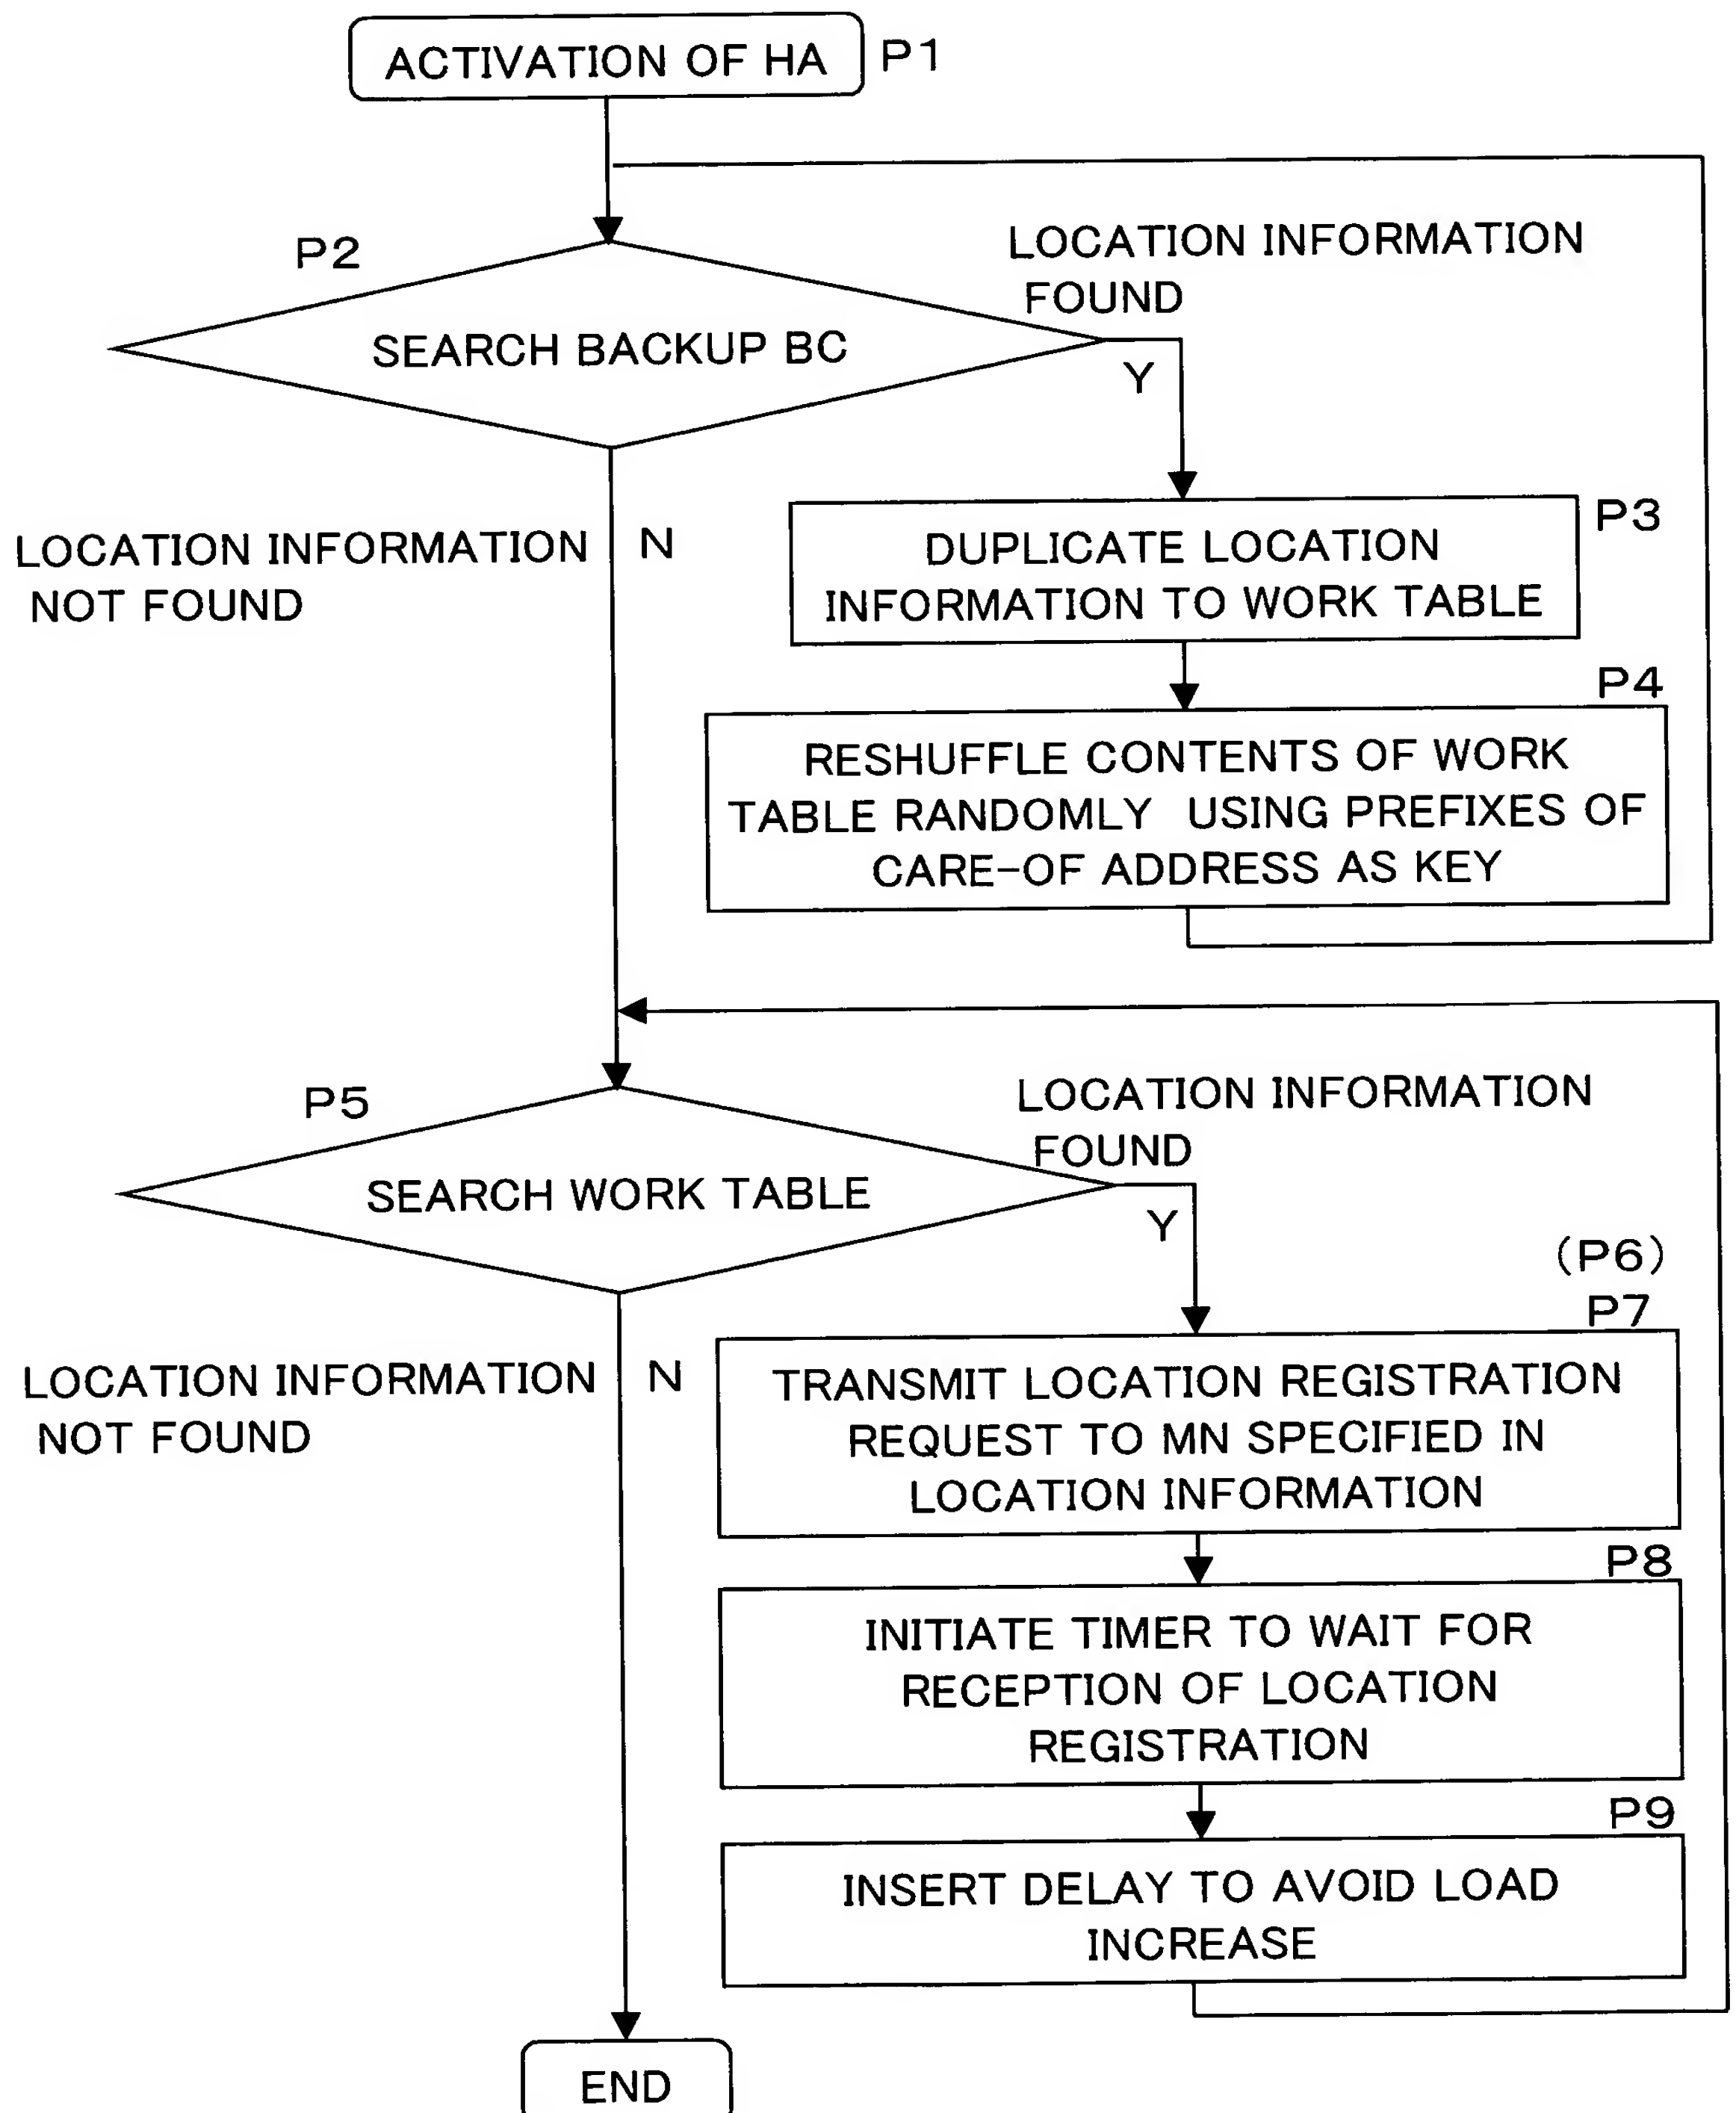 ACTIVATION OF HA
P1
P2
LOCATION INFORMATION
FOUND
SEARCH BACKUP BC
Y
LOCATION INFORMATION
NOT FOUND
N
P3
DUPLICATE LOCATION
INFORMATION TO WORK TABLE
P4
RESHUFFLE CONTENTS OF WORK
TABLE RANDOMLY USING PREFIXES OF
CARE-OF ADDRESS AS KEY
P5
LOCATION INFORMATION
FOUND
SEARCH WORK TABLE
Y
(P6)
P7
LOCATION INFORMATION
NOT FOUND
N
TRANSMIT LOCATION REGISTRATION
REQUEST TO MN SPECIFIED IN
LOCATION INFORMATION
P8
INITIATE TIMER TO WAIT FOR
RECEPTION OF LOCATION
REGISTRATION
P9
INSERT DELAY TO AVOID LOAD
INCREASE
END